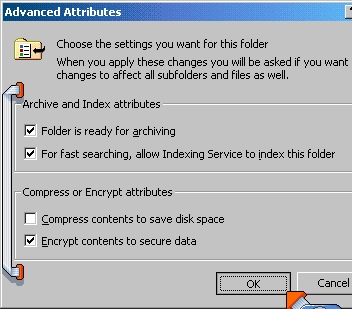 Advanced Attributes
Choose the settings you want for this folder
When you apply these changes you will be asked if you want
changes to affect all subfolders and files as well.
Archive and Index attributes
Folder is ready for archiving
For fast searching, allow Indexing Service to index this folder
Compress or Encrypt attributes
Compress contents to save disk space
Encrypt contents to secure data
OK
Cancel